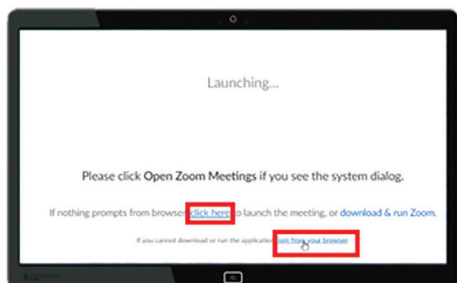 Launching...
Please click Open Zoom Meetings if you see the system dialog.
If nothing prompts from browser, click here to launch the meeting, or download & run Zoom.
If you cannot download or run the application, join from your browser.